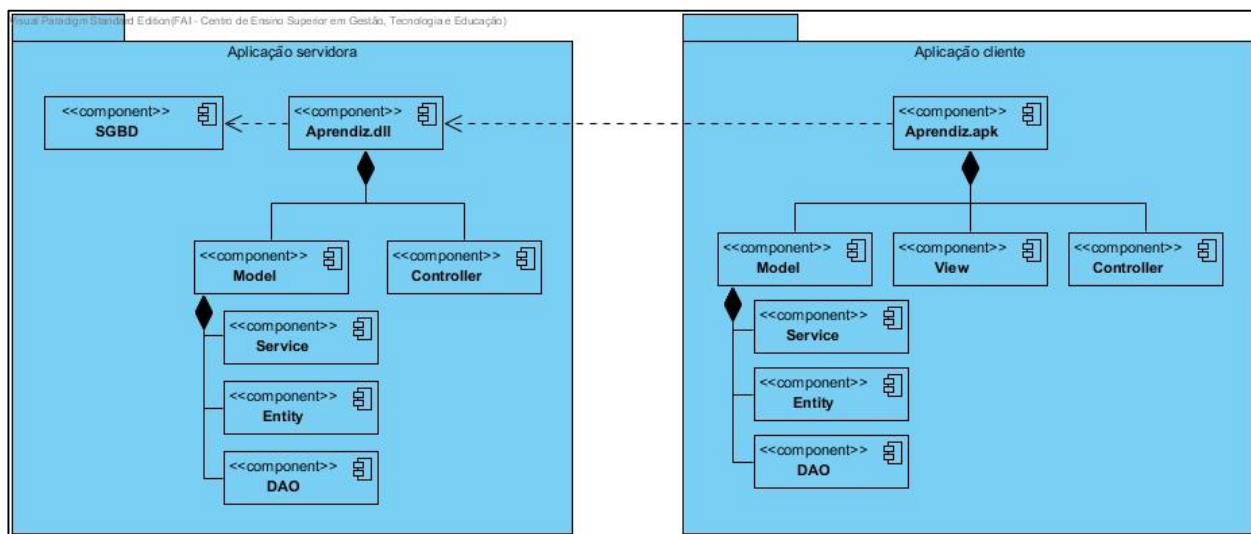 Visual Paradigm Standard Edition(FAI - Centro de Ensino Superior em Gestão, Tecnologia e Educação)
Aplicação servidora
<<component>>
SGBD
<<component>>
Aprendiz.dll
<<component>>
Model
<<component>>
Controller
<<component>>
Service
<<component>>
Entity
<<component>>
DAO
Aplicação cliente
<<component>>
Aprendiz.apk
<<component>>
Model
<<component>>
View
<<component>>
Controller
<<component>>
Service
<<component>>
Entity
<<component>>
DAO